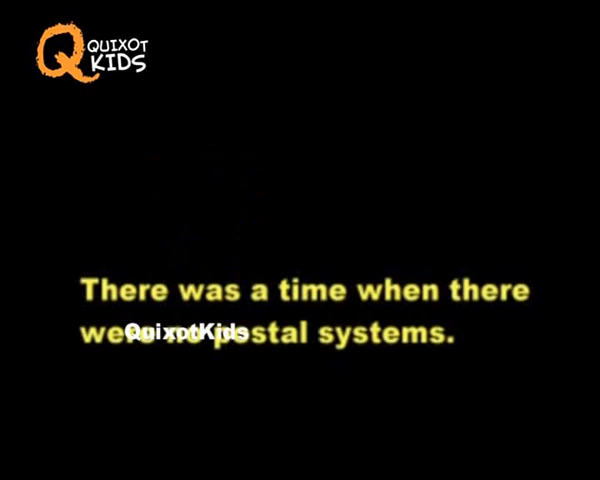 QUIXOT
KIDS
There was a time when there
were no postal systems.
QuixotKids